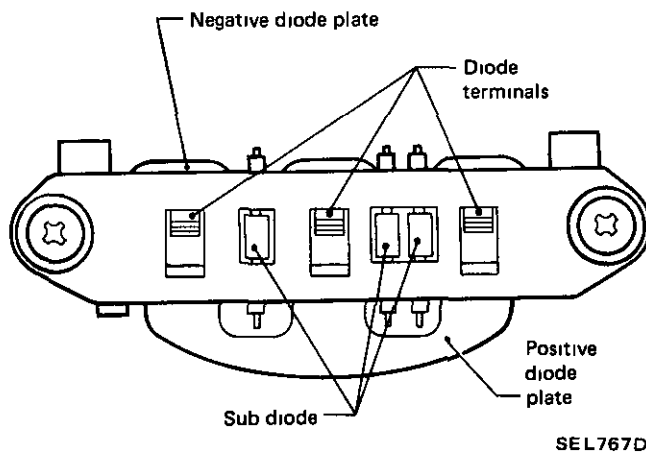 Negative diode plate
Diode
terminals
Positive
diode
plate
Sub diode
SEL767D